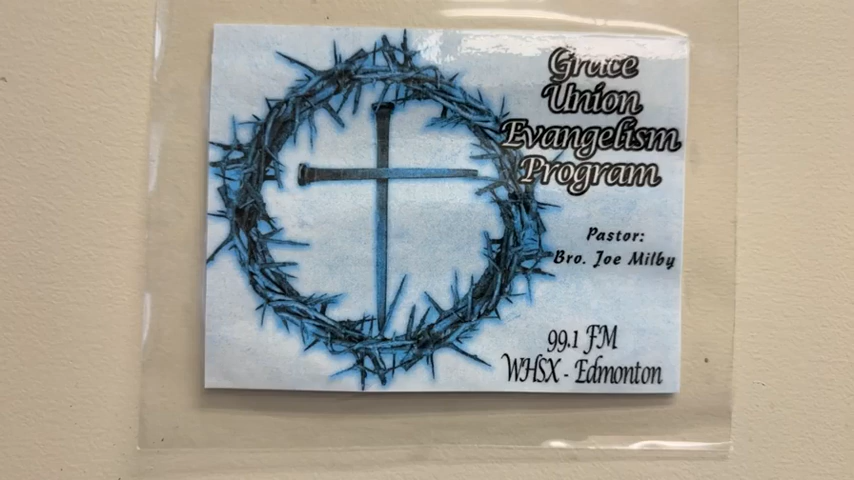 Grace
Union
Evangelism
Program
Pastor:
Bro. Joe Milby
99.1 FM
WHSX - Edmonton